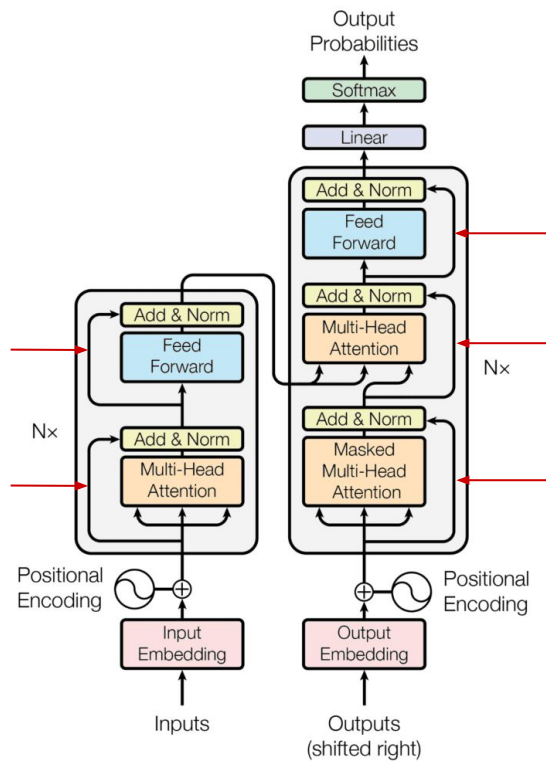 Output
Probabilities
Softmax
Linear
Add & Norm
Feed
Forward
Add & Norm
Multi-Head
Attention
N×
Add & Norm
Masked
Multi-Head
Attention
Add & Norm
Feed
Forward
N×
Add & Norm
Multi-Head
Attention
Positional
Encoding
Positional
Encoding
Input
Embedding
Output
Embedding
Inputs
Outputs
(shifted right)